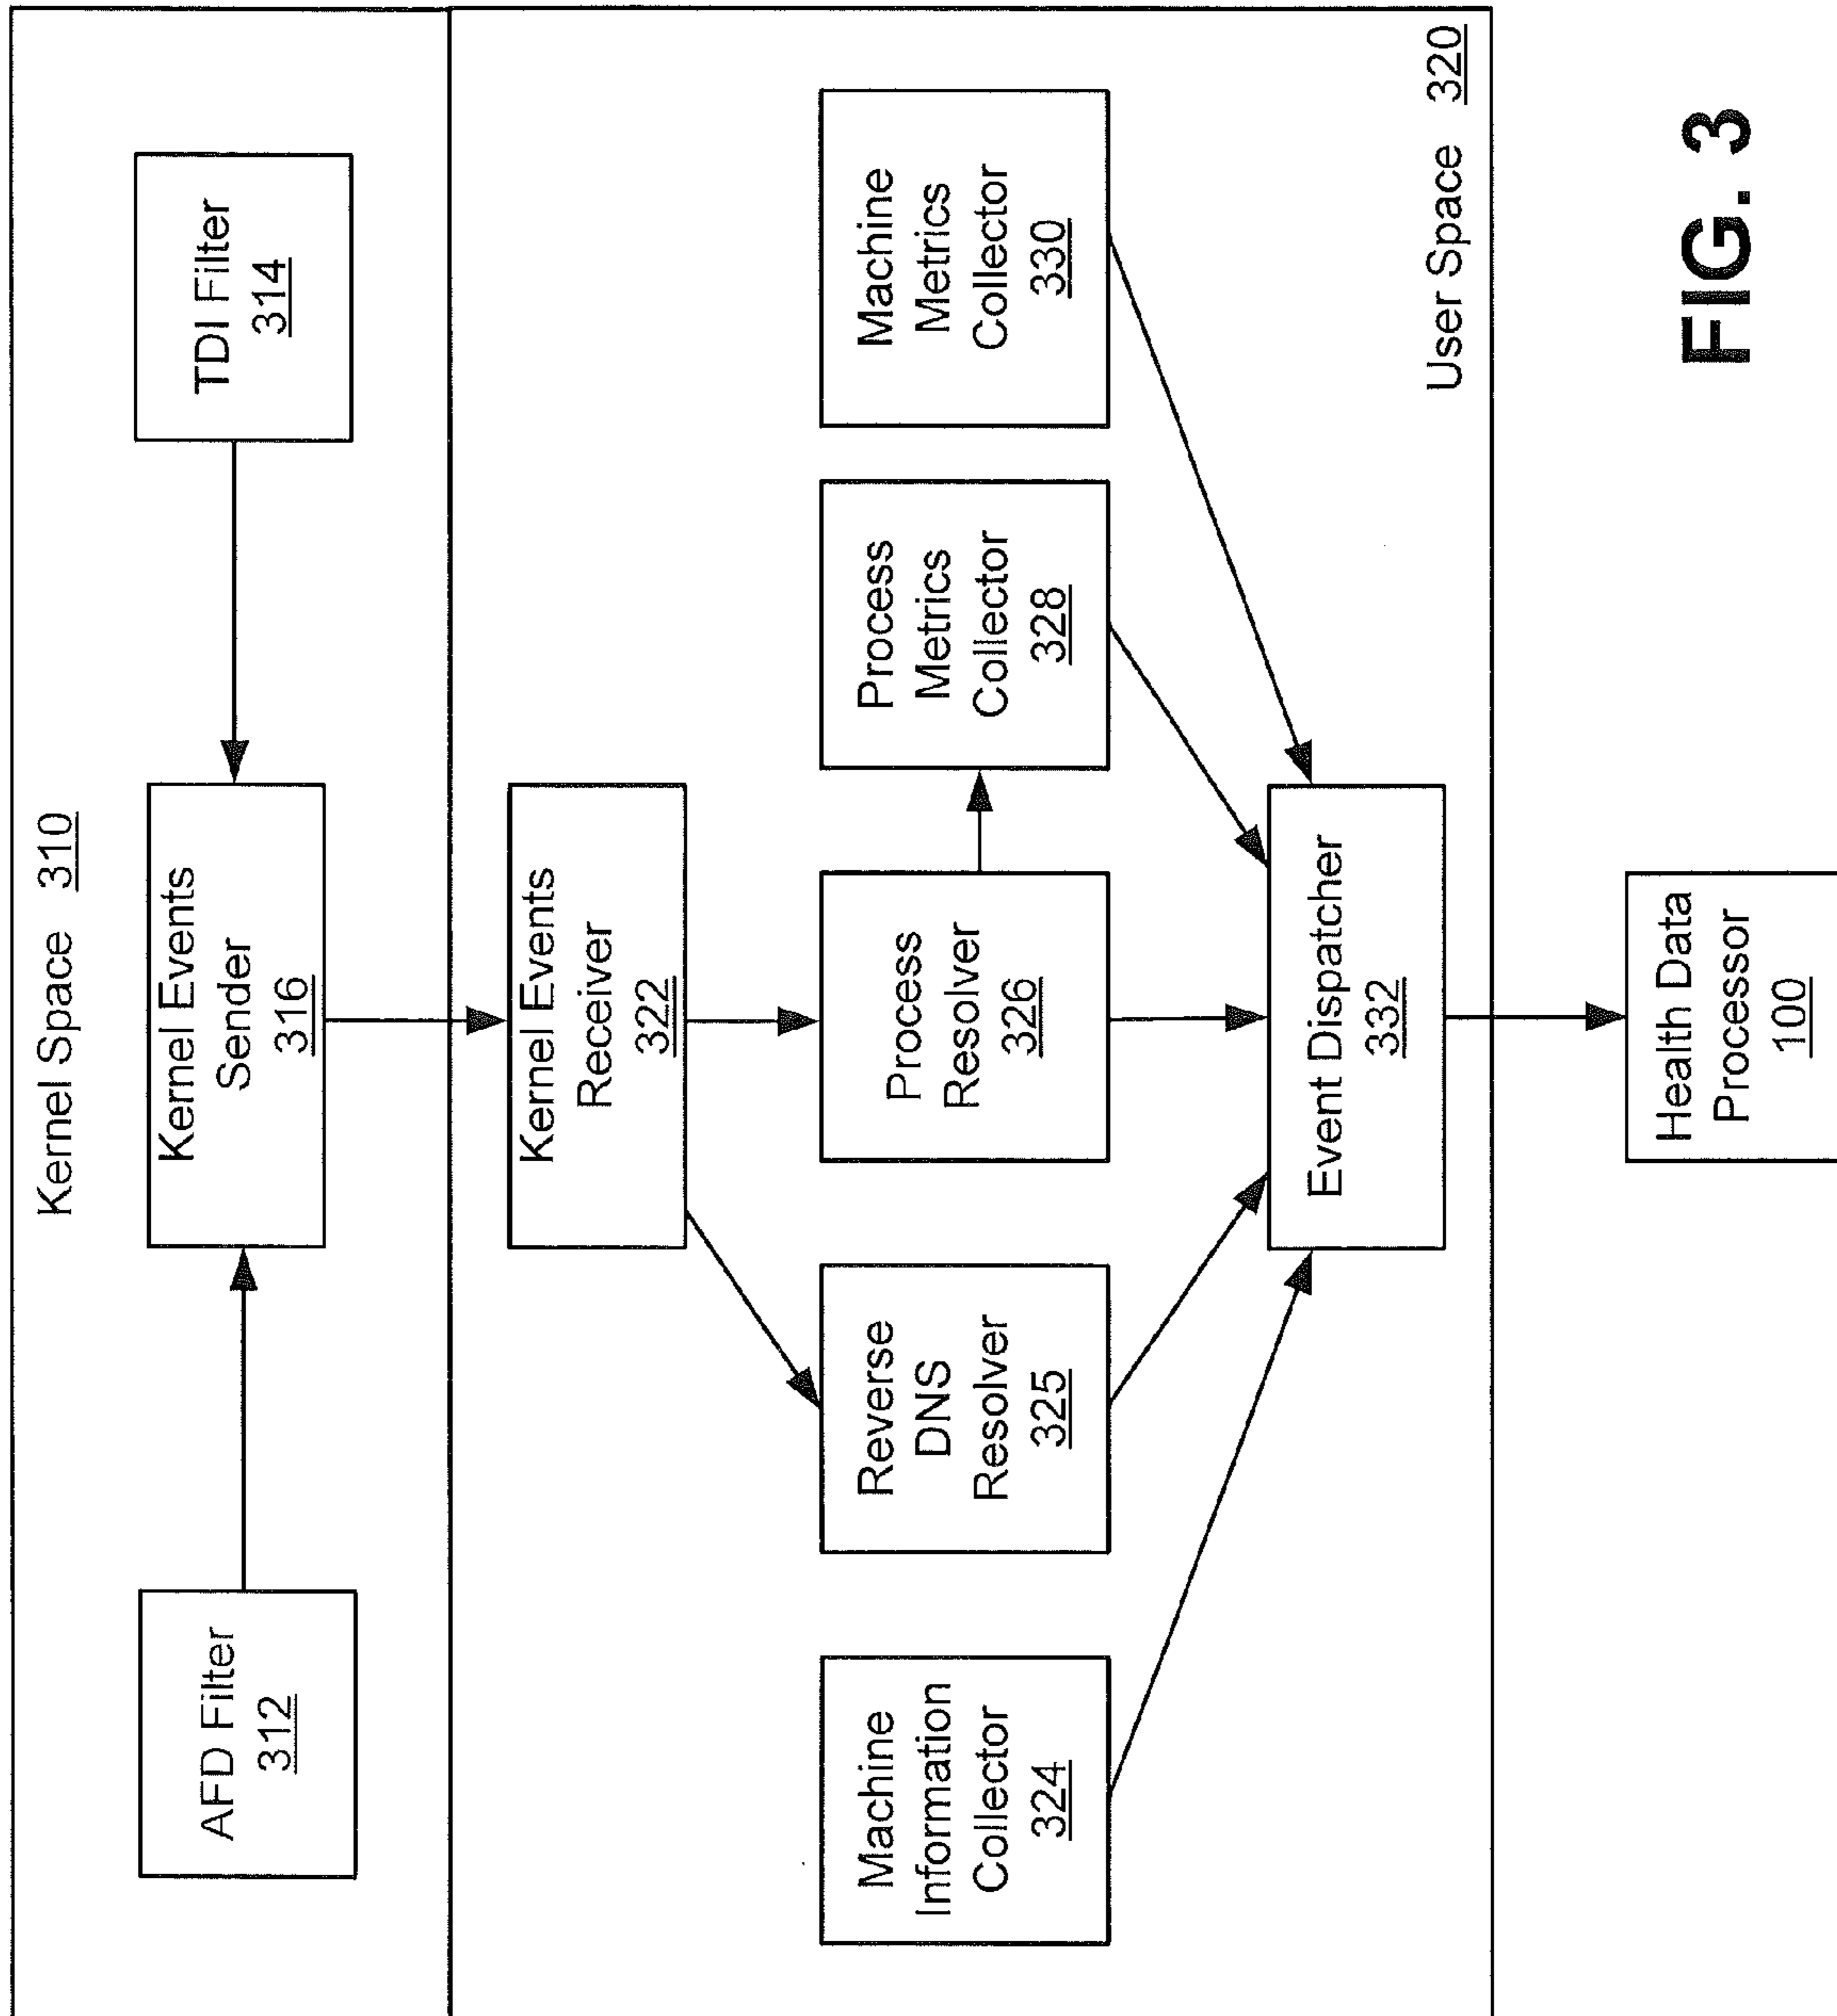 Kernel Space 310
AFD Filter
312
Kernel Events
Sender
316
TDI Filter
314
Kernel Events
Receiver
322
Machine
Information
Collector
324
Reverse
DNS
Resolver
325
Process
Resolver
326
Process
Metrics
Collector
328
Machine
Metrics
Collector
330
Event Dispatcher
332
User Space 320
Health Data
Processor
100
FIG. 3